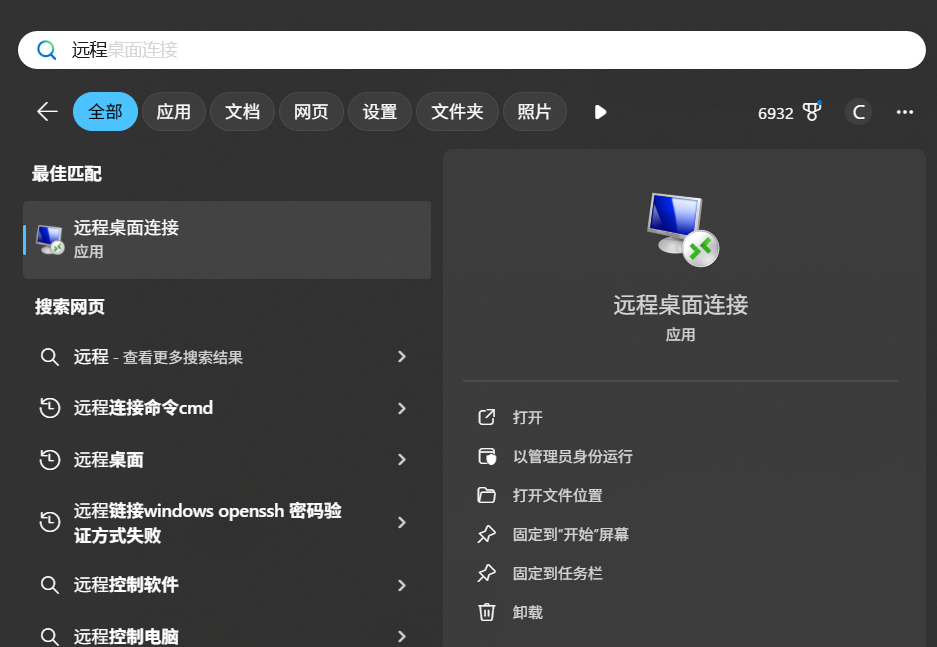 远程桌面连接
全部 应用 文档 网页 设置 文件夹 照片 6932 C
最佳匹配
远程桌面连接
应用
搜索网页
远程 - 查看更多搜索结果
远程连接命令cmd
远程桌面
远程链接windows openssh 密码验
证方式失败
远程控制软件
远程控制电脑
远程桌面连接
应用
打开
以管理员身份运行
打开文件位置
固定到"开始"屏幕
固定到任务栏
卸载